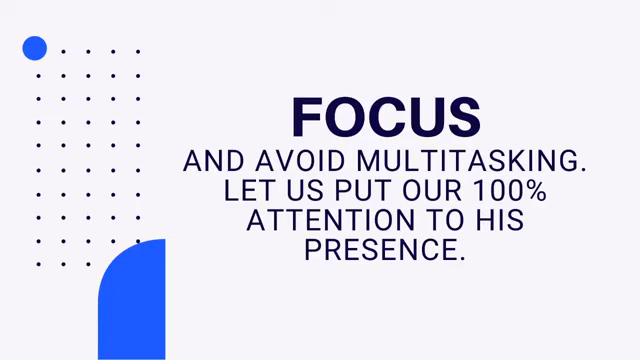 FOCUS
AND AVOID MULTITASKING.
LET US PUT OUR 100%
ATTENTION TO HIS
PRESENCE.